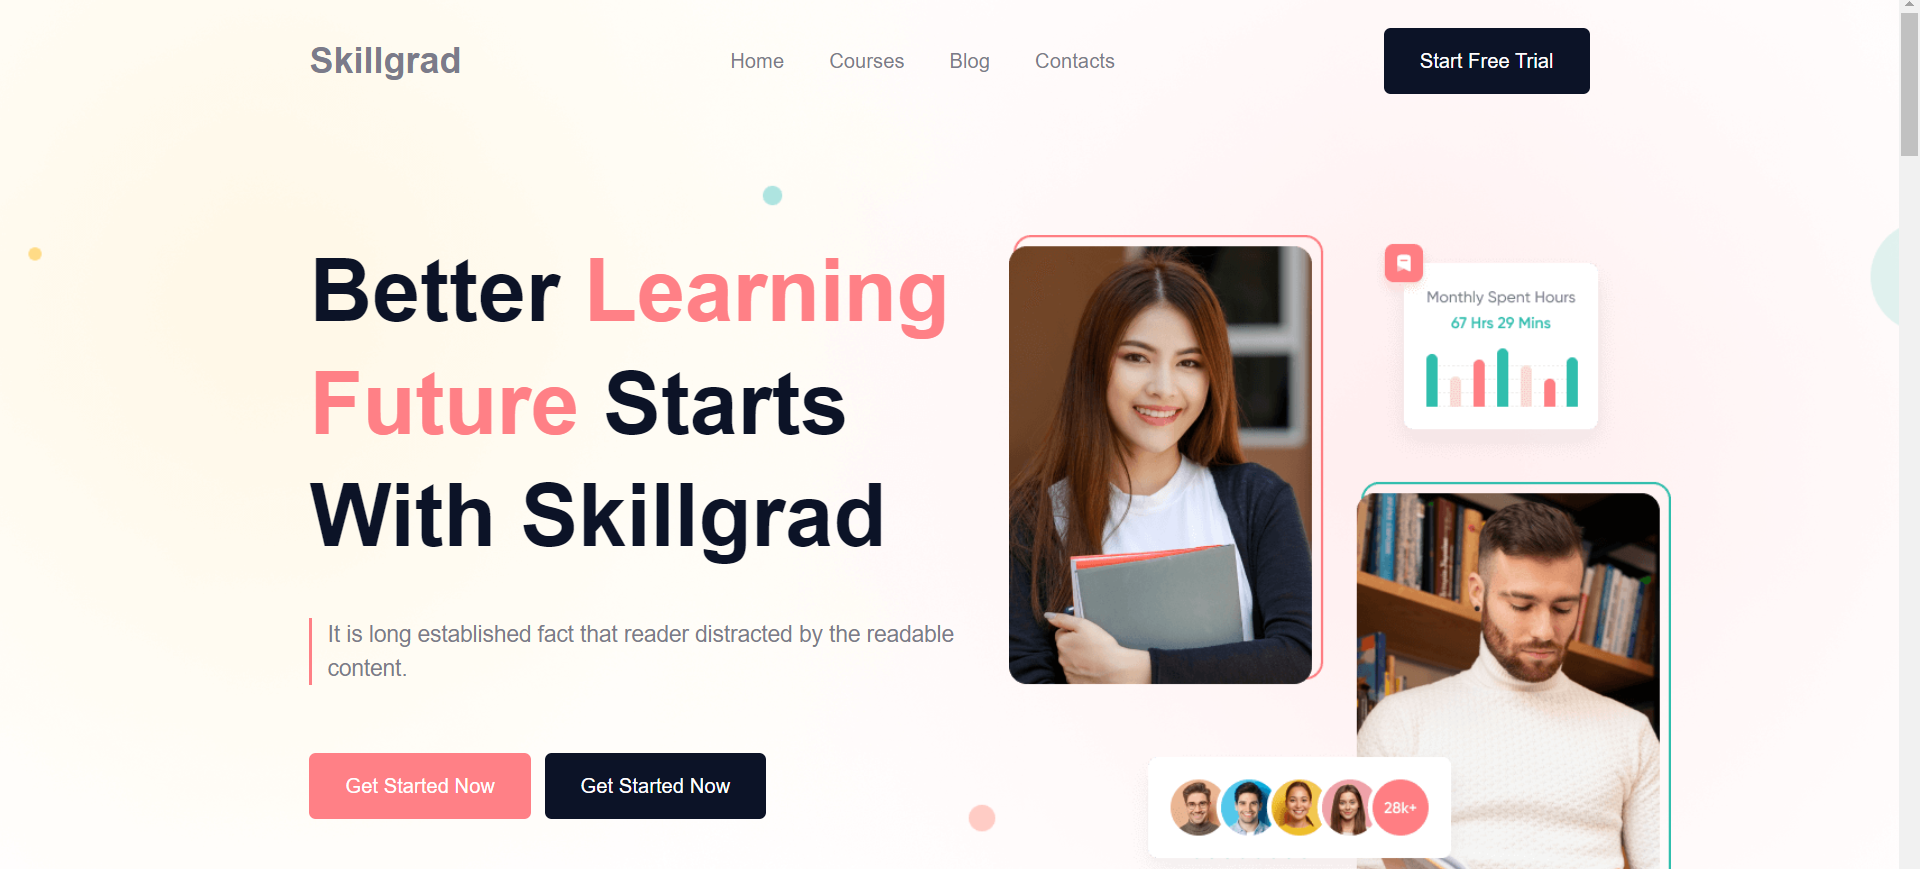 Skillgrad
Home
Courses
Blog
Contacts
Start Free Trial
Better Learning
Future Starts
With Skillgrad
It is long established fact that reader distracted by the readable
content.
Get Started Now
Get Started Now
Monthly Spent Hours
67 Hrs 29 Mins
28k+